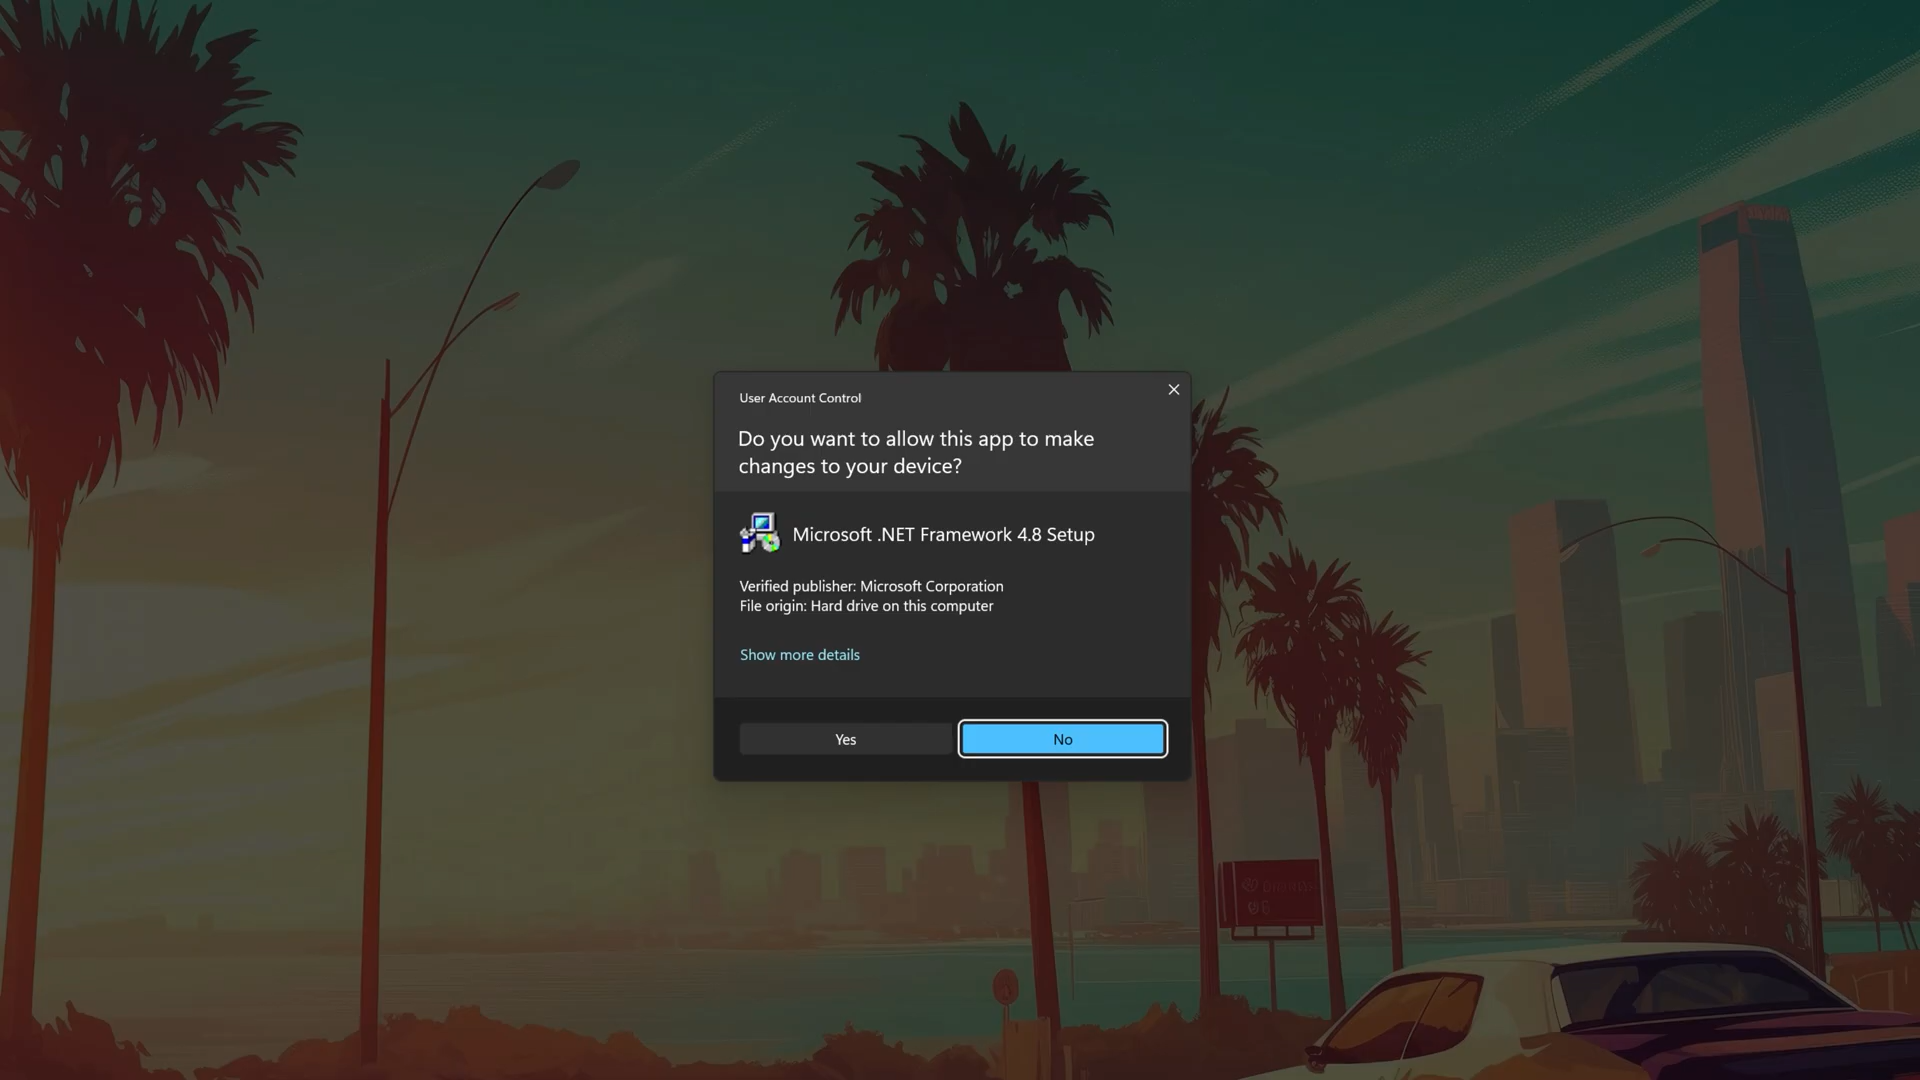 User Account Control
Do you want to allow this app to make
changes to your device?
Microsoft .NET Framework 4.8 Setup
Verified publisher: Microsoft Corporation
File origin: Hard drive on this computer
Show more details
Yes
No